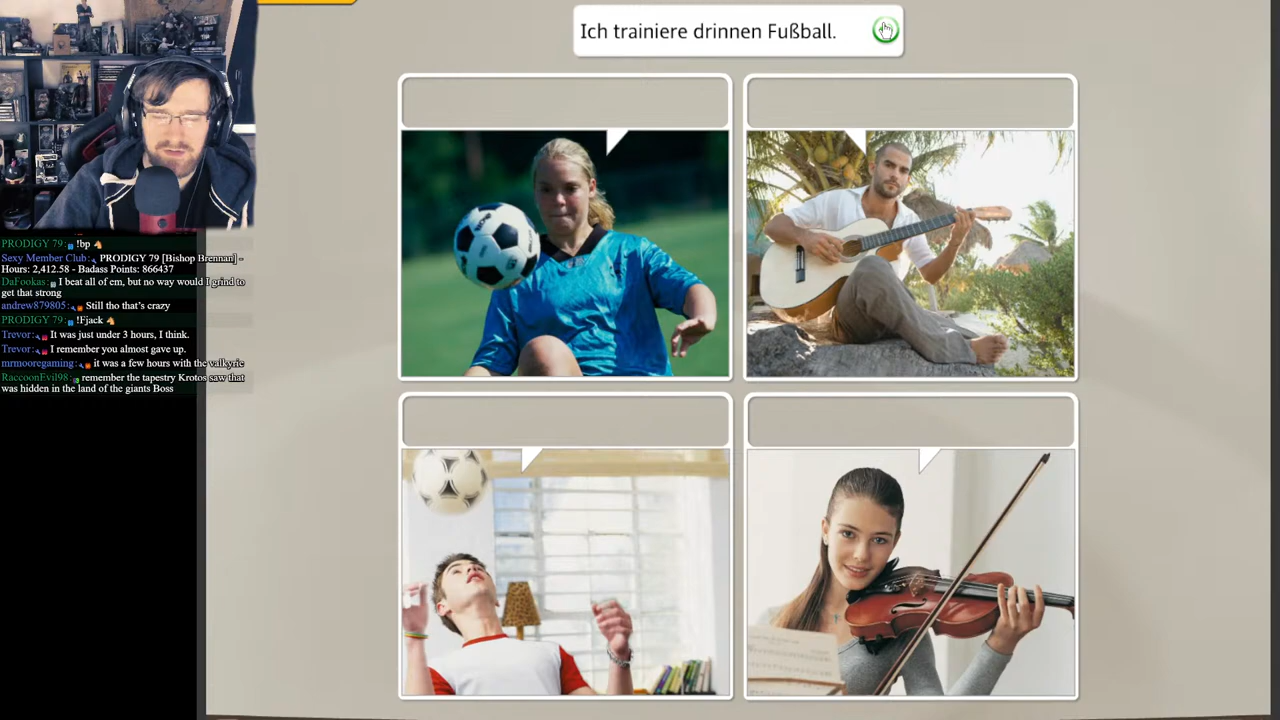 Ich trainiere drinnen Fußball.
PRODIGY 79: !bp
Sexy Member Club: PRODIGY 79 [Bishop Brennan] -
Hours: 2,412.58 - Badass Points: 866437
DaFookas: I beat all of em, but no way would I grind to
get that strong
andrew879805: Still tho that's crazy
PRODIGY 79: !Fjack
Trevor: It was just under 3 hours, I think.
Trevor: I remember you almost gave up.
mrmooregaming: it was a few hours with the valkyrie
RaccoonEvil98: remember the tapestry Krotos saw that
was hidden in the land of the giants Boss